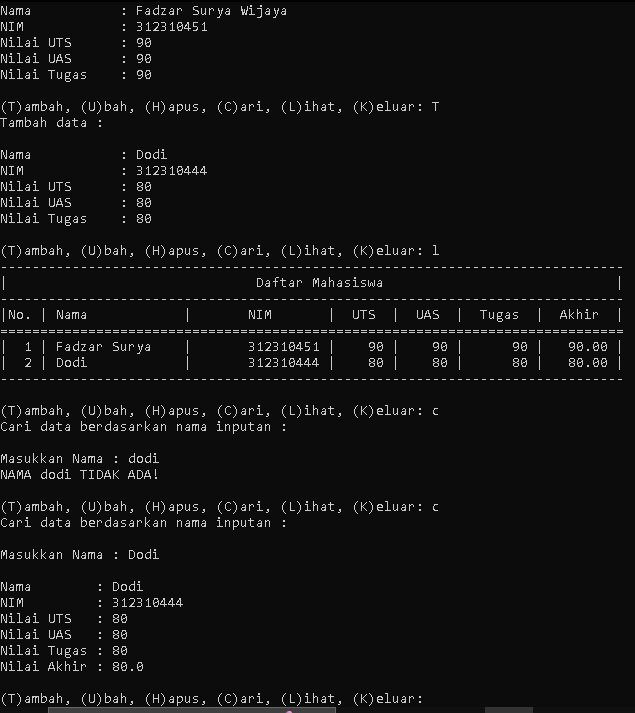 Nama           : Fadzar Surya Wijaya
NIM            : 312310451
Nilai UTS      : 90
Nilai UAS      : 90
Nilai Tugas    : 90
(T)ambah, (U)bah, (H)apus, (C)ari, (L)ihat, (K)eluar: T
Tambah data :
Nama           : Dodi
NIM            : 312310444
Nilai UTS      : 80
Nilai UAS      : 80
Nilai Tugas    : 80
(T)ambah, (U)bah, (H)apus, (C)ari, (L)ihat, (K)eluar: l
------------------------------------------------------------------------------
|                               Daftar Mahasiswa                             |
------------------------------------------------------------------------------
|No. | Nama            |       NIM       |  UTS  |  UAS  |  Tugas  |  Akhir  |
==============================================================================
|  1 | Fadzar Surya    |       312310451 |    90 |    90 |      90 |   90.00 |
|  2 | Dodi            |       312310444 |    80 |    80 |      80 |   80.00 |
------------------------------------------------------------------------------
(T)ambah, (U)bah, (H)apus, (C)ari, (L)ihat, (K)eluar: c
Cari data berdasarkan nama inputan :
Masukkan Nama : dodi
NAMA dodi TIDAK ADA!
(T)ambah, (U)bah, (H)apus, (C)ari, (L)ihat, (K)eluar: c
Cari data berdasarkan nama inputan :
Masukkan Nama : Dodi
Nama        : Dodi
NIM         : 312310444
Nilai UTS   : 80
Nilai UAS   : 80
Nilai Tugas : 80
Nilai Akhir : 80.0
(T)ambah, (U)bah, (H)apus, (C)ari, (L)ihat, (K)eluar: